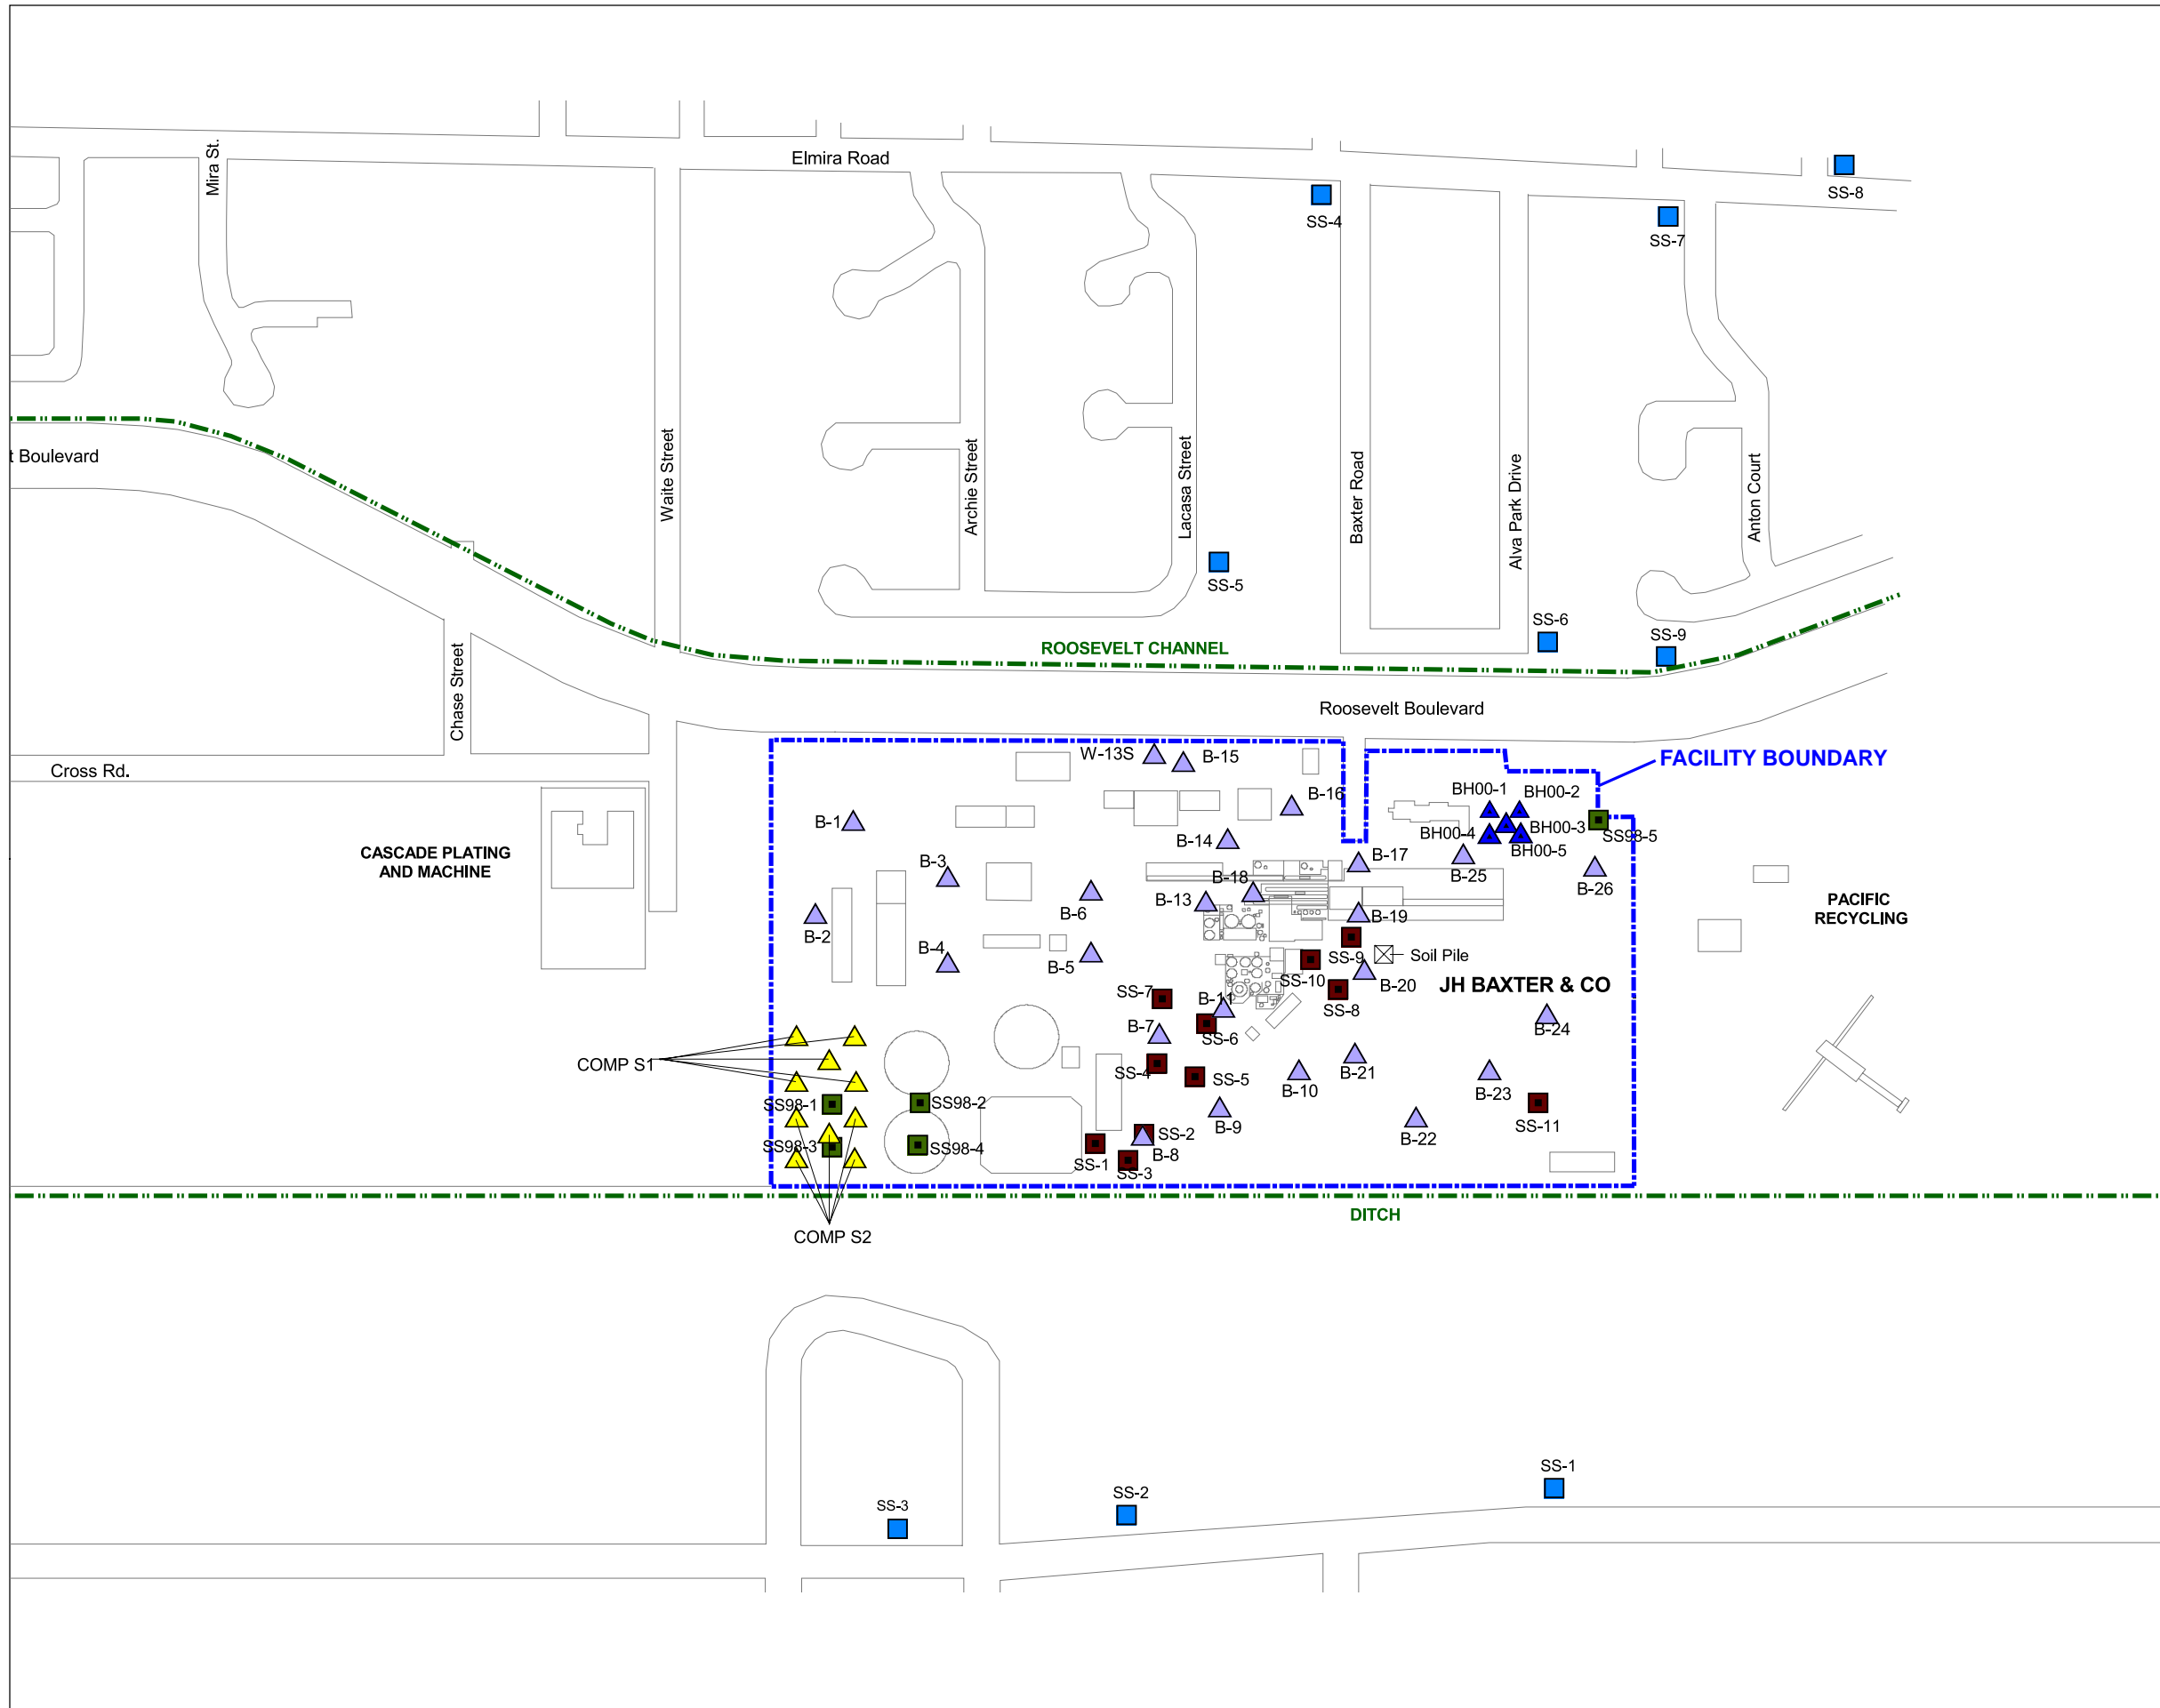 Elmira Road
Mira St.
SS-8
SS-4
SS-7
t Boulevard
Waite Street
Archie Street
Lacasa Street
Baxter Road
Alva Park Drive
Anton Court
SS-5
SS-6
SS-9
ROOSEVELT CHANNEL
Chase Street
Roosevelt Boulevard
Cross Rd.
FACILITY BOUNDARY
W-13S
B-15
B-16
BH00-1
BH00-2
B-1
BH00-4
BH00-3
SS98-5
B-14
BH00-5
CASCADE PLATING
AND MACHINE
B-3
B-17
B-25
B-26
B-18
B-13
B-6
B-19
PACIFIC
RECYCLING
B-2
B-4
B-5
SS-9
Soil Pile
SS-10
B-20
JH BAXTER & CO
SS-7
B-11
SS-8
B-7
SS-6
B-24
COMP S1
SS-4
SS-5
B-10
B-21
B-23
SS98-1
SS98-2
B-9
B-22
SS-11
SS98-3
SS98-4
SS-2
B-8
SS-1
SS-3
DITCH
COMP S2
SS-1
SS-2
SS-3